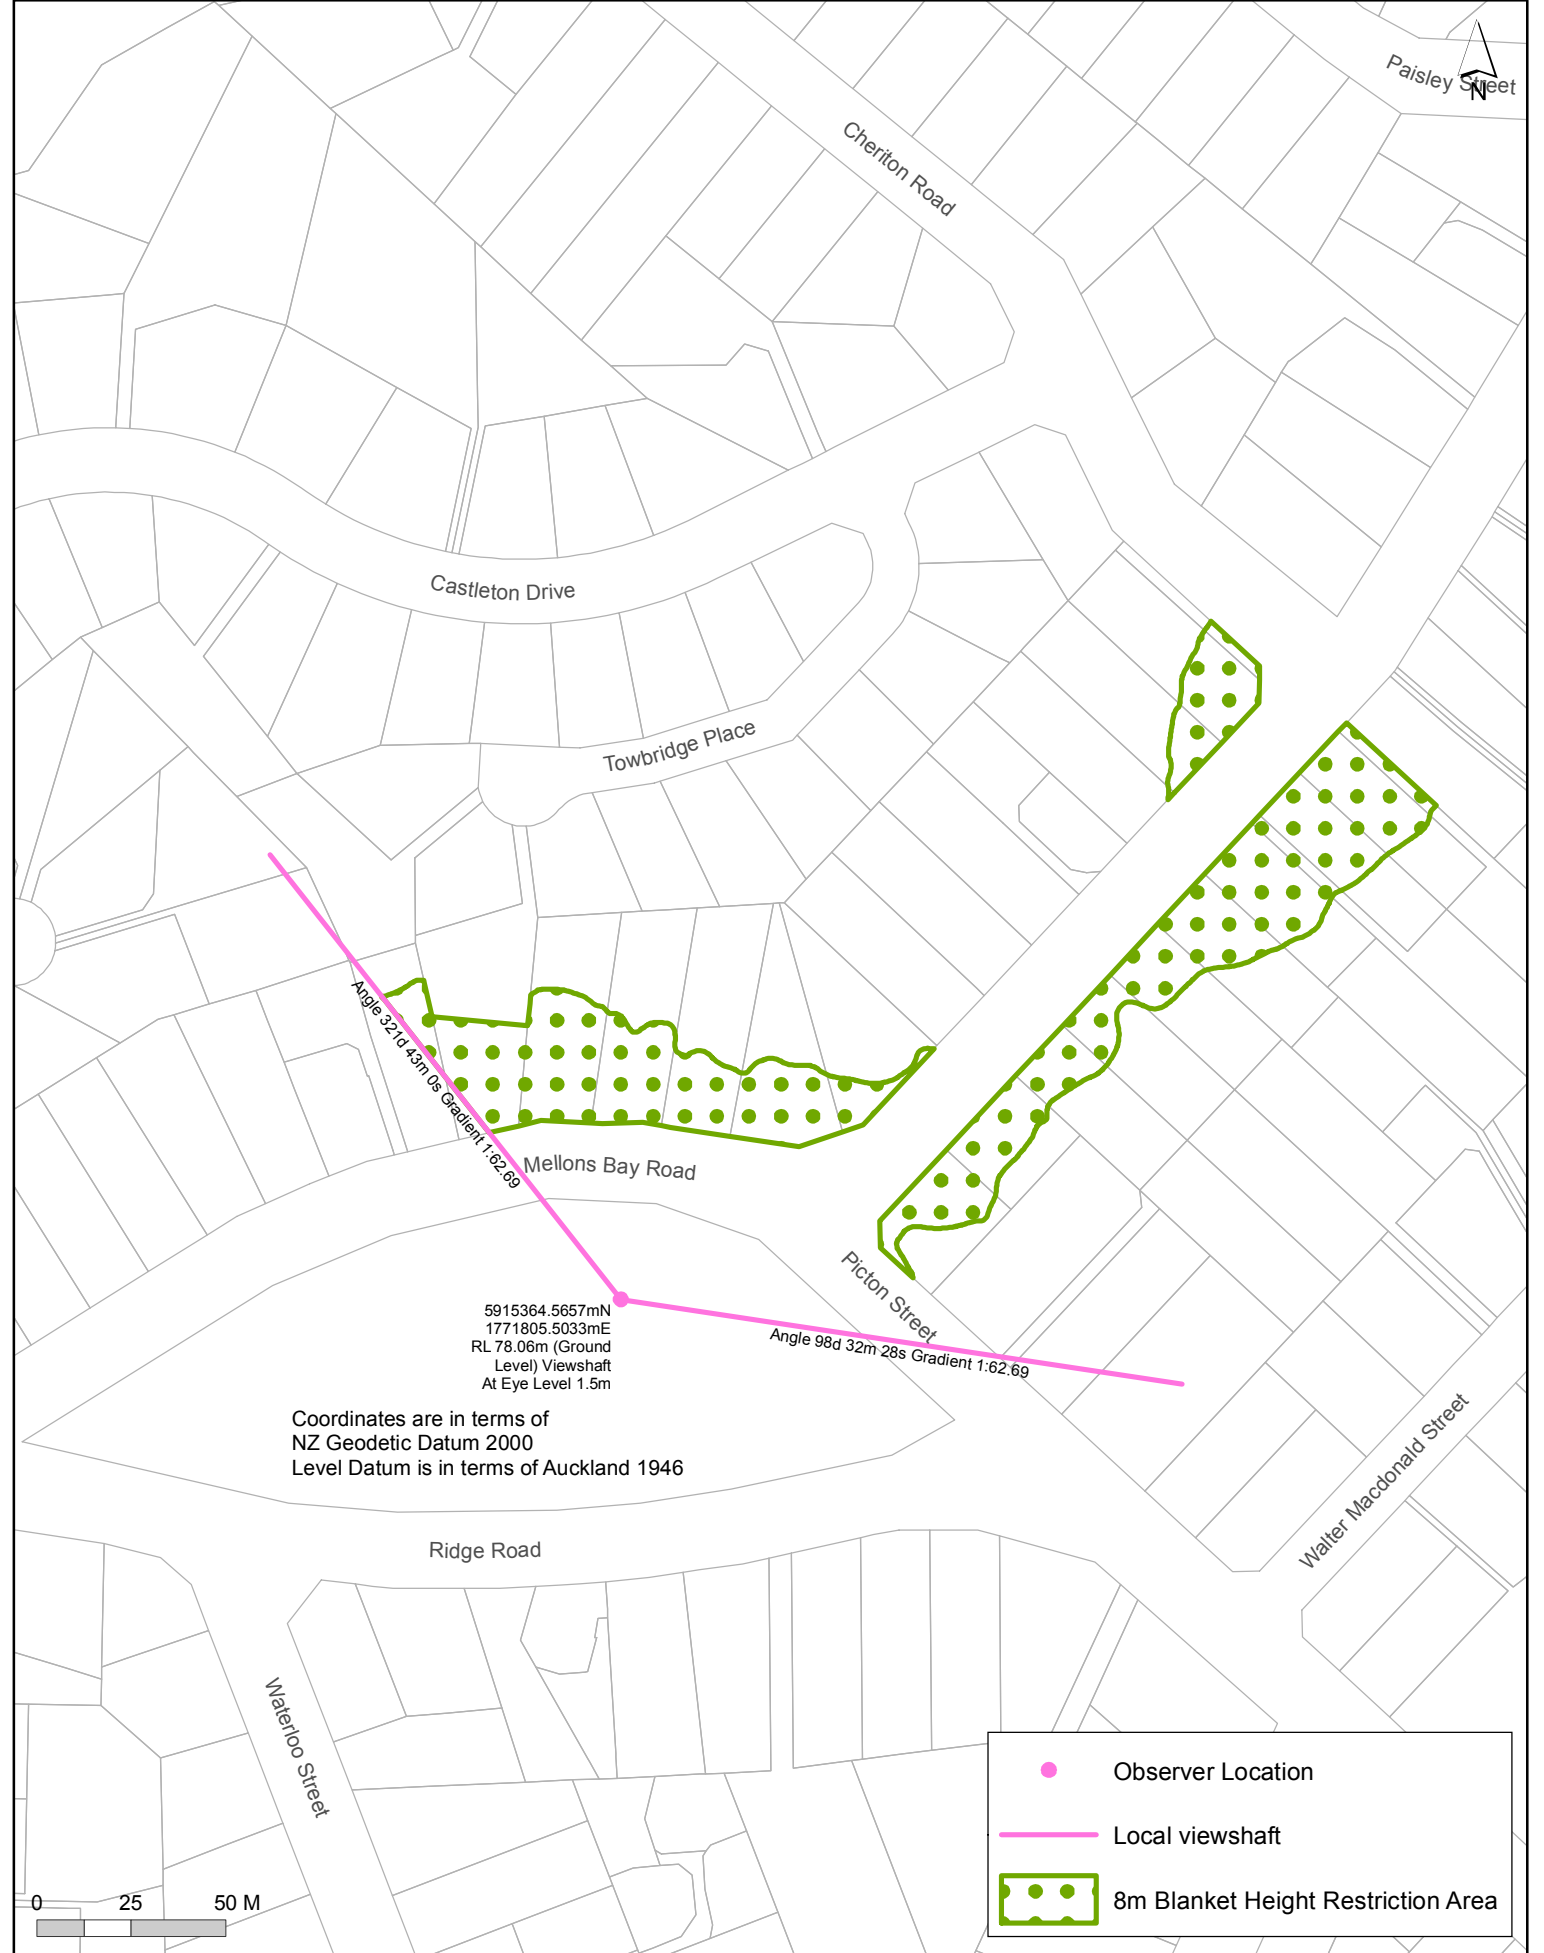 Paisley Street
N
Cheriton Road
Castleton Drive
Towbridge Place
Angle 321d 43m 0s Gradient 1:62.69
Mellons Bay Road
Picton Street
5915364.5657mN
1771805.5033mE
RL 78.06m (Ground
Level) Viewshaft
At Eye Level 1.5m
Angle 98d 32m 28s Gradient 1:62.69
Coordinates are in terms of
NZ Geodetic Datum 2000
Level Datum is in terms of Auckland 1946
Walter Macdonald Street
Ridge Road
Waterloo Street
Observer Location
Local viewshaft
8m Blanket Height Restriction Area
0 25 50 M